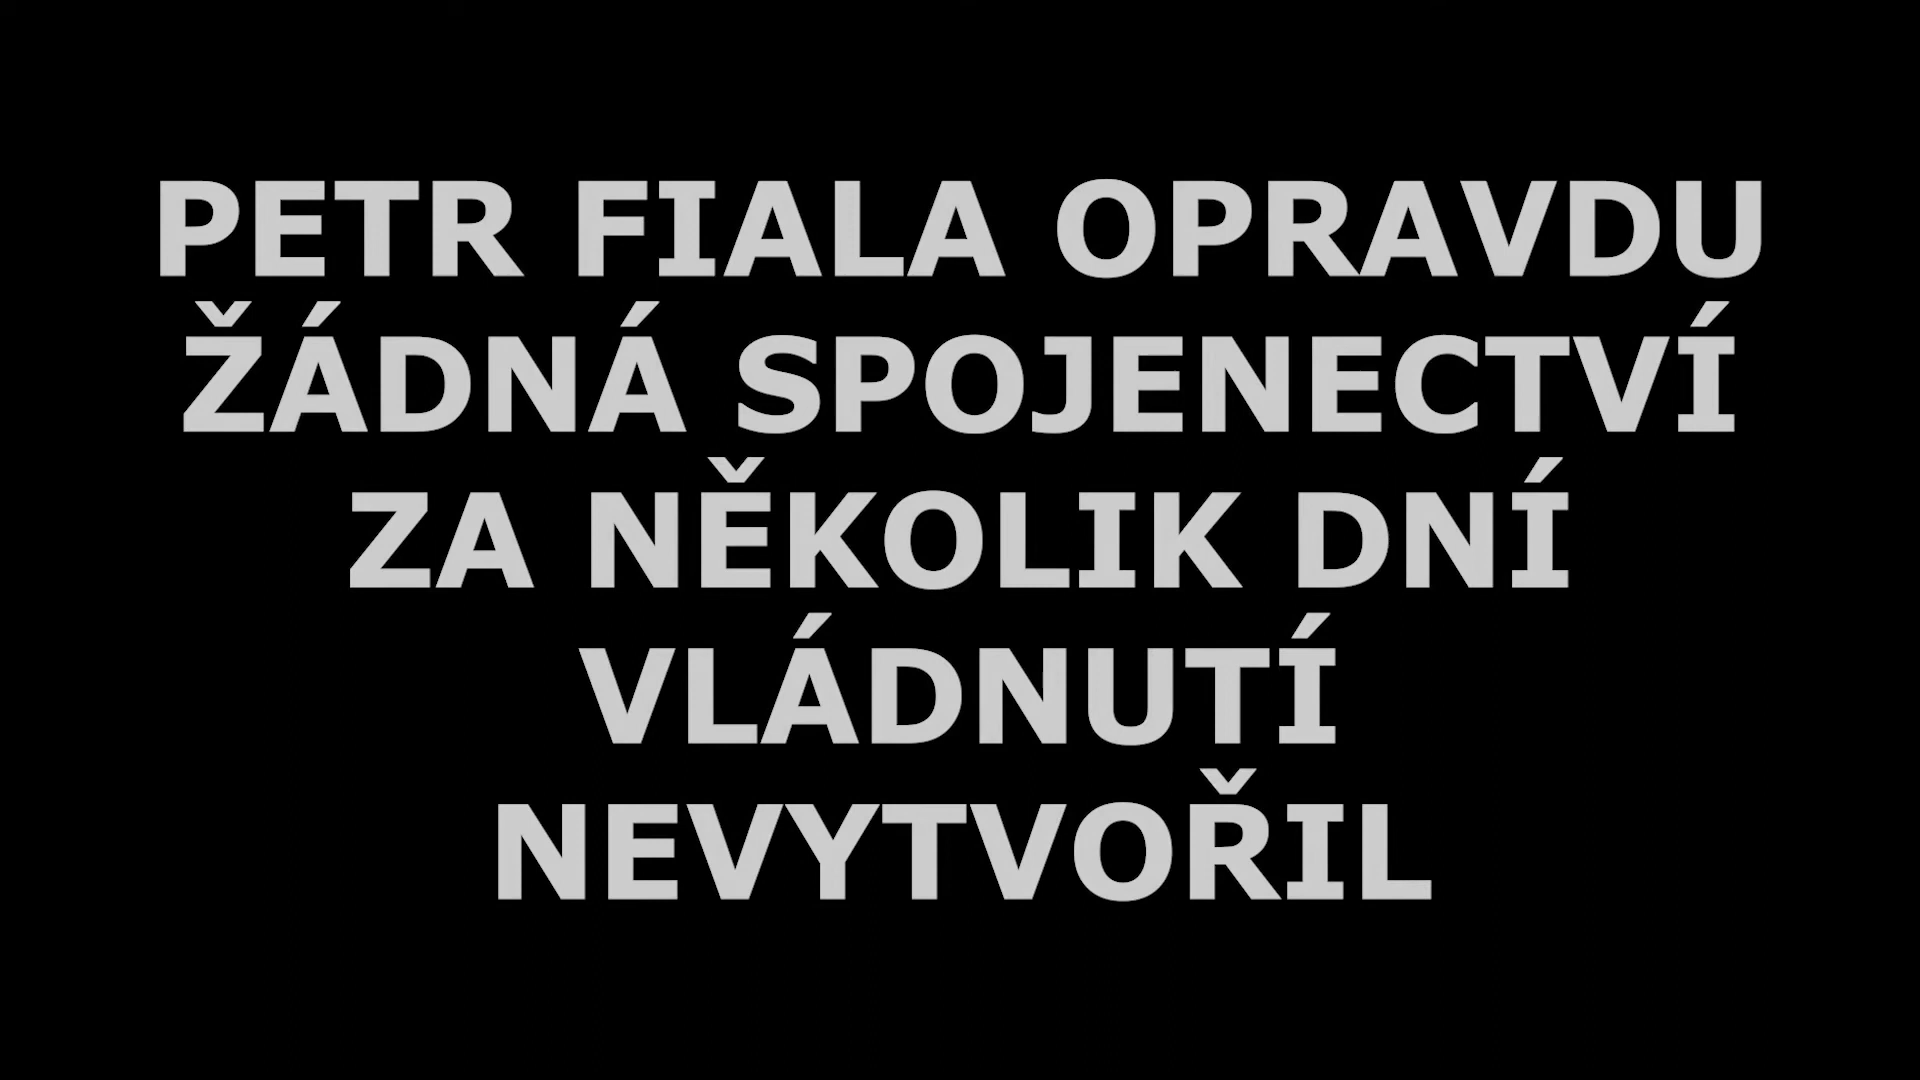 PETR FIALA OPRAVDU
ŽÁDNÁ SPOJENECTVÍ
ZA NĚKOLIK DNÍ
VLÁDNUTÍ
NEVYTVOŘIL